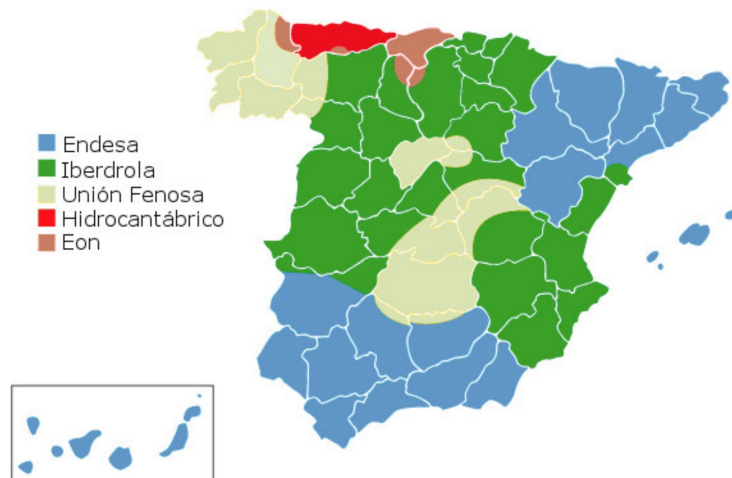 Endesa
Iberdrola
Unión Fenosa
Hidrocantábrico
Eon